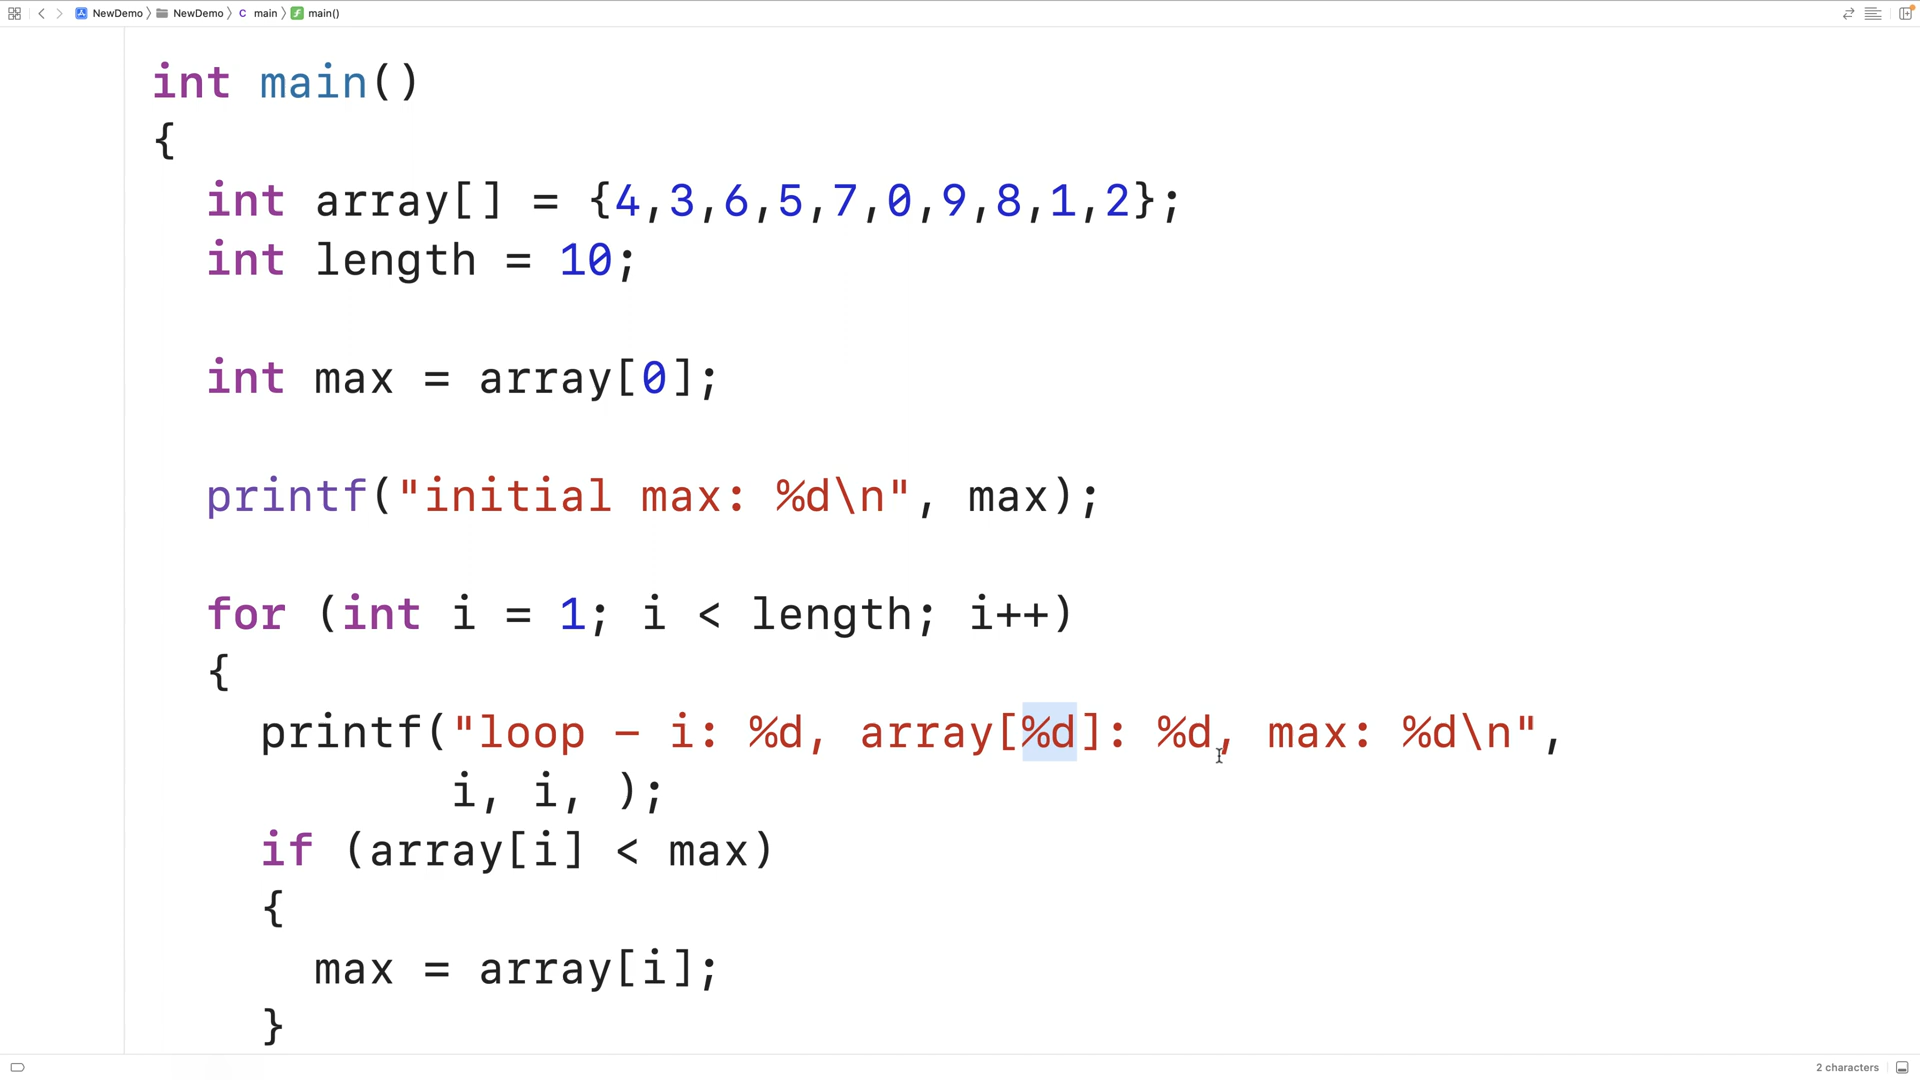 NewDemo NewDemo C main f main()
int main()
{
int array[] = {4,3,6,5,7,0,9,8,1,2};
int length = 10;
int max = array[0];
printf("initial max: %d\n", max);
for (int i = 1; i < length; i++)
{
printf("loop – i: %d, array[%d]: %d, max: %d\n",
i, i, );
if (array[i] < max)
{
max = array[i];
}
2 characters